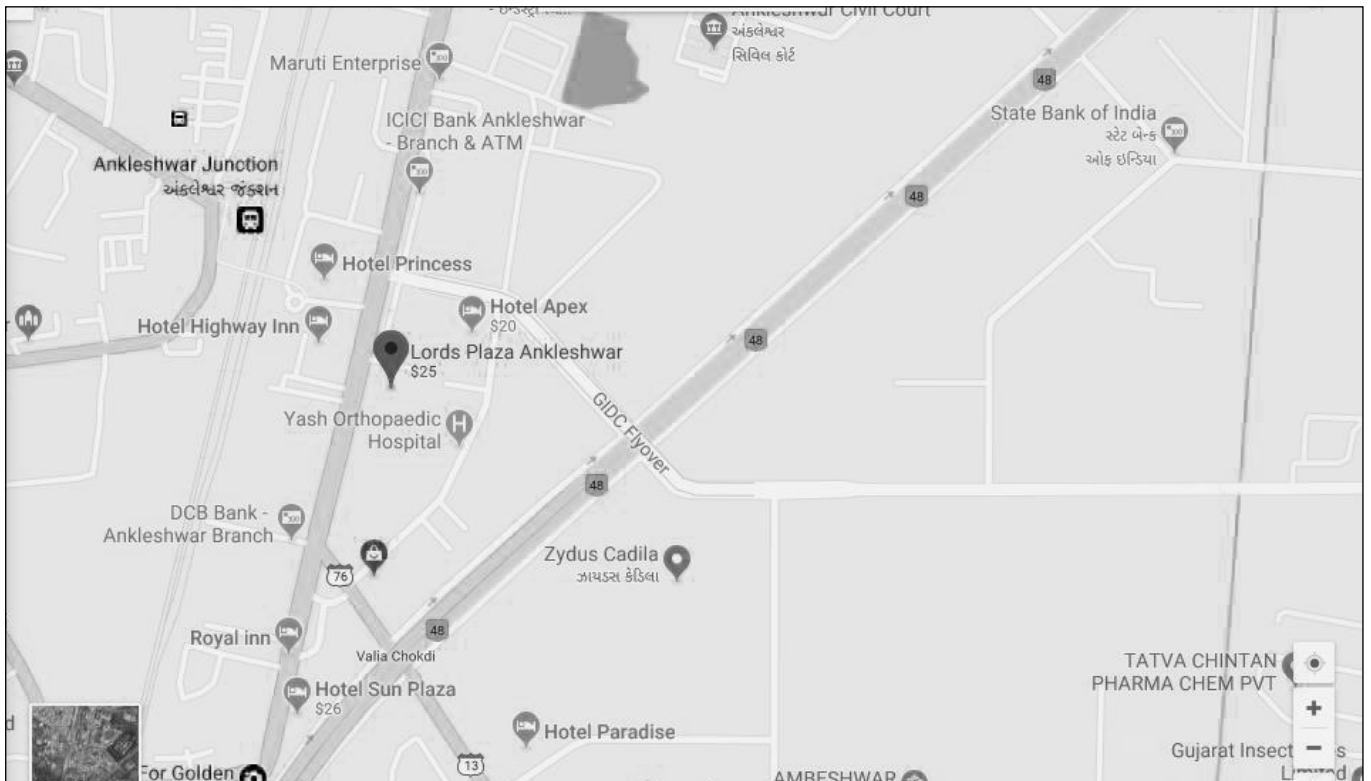 Ankleshwar Civil Court
અંકલેશ્વર
સિવિલ કોર્ટ
Maruti Enterprise
48
State Bank of India
સ્ટેટ બેન્ક
ઓફ ઇન્ડિયા
ICICI Bank Ankleshwar
- Branch & ATM
Ankleshwar Junction
અંકલેશ્વર જંકશન
48
Hotel Princess
Hotel Apex
$20
Hotel Highway Inn
48
Lords Plaza Ankleshwar
$25
GIDC Flyover
Yash Orthopaedic
Hospital
48
DCB Bank -
Ankleshwar Branch
Zydus Cadila
ઝાયડસ કેડિલા
76
48
Royal inn
Valia Chokdi
TATVA CHINTAN
PHARMA CHEM PVT
Hotel Sun Plaza
$26
+
Hotel Paradise
Gujarat Insect
−
13
For Golden
AMBESHWAR
Limited